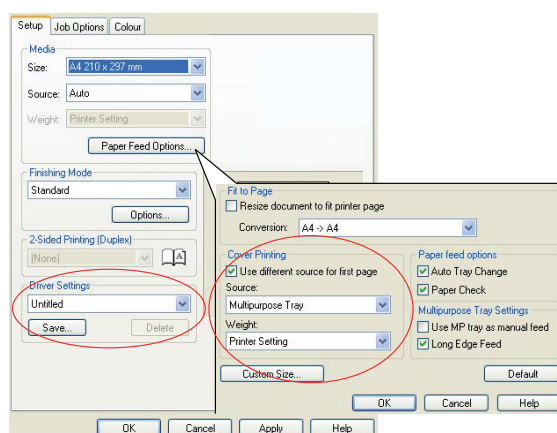 Setup Job Options Colour
Media
Size: A4 210 x 297 mm
Source: Auto
Weight: Printer Setting
Paper Feed Options...
Finishing Mode
Standard
Options...
2-Sided Printing (Duplex)
(None)
A
Driver Settings
Untitled
Save... Delete
OK Cancel Apply Help
Fit to Page
Resize document to fit printer page
Conversion: A4 -> A4
Cover Printing
Use different source for first page
Source:
Multipurpose Tray
Weight:
Printer Setting
Custom Size...
Paper feed options
Auto Tray Change
Paper Check
Multipurpose Tray Settings
Use MP tray as manual feed
Long Edge Feed
Default
OK Cancel Help